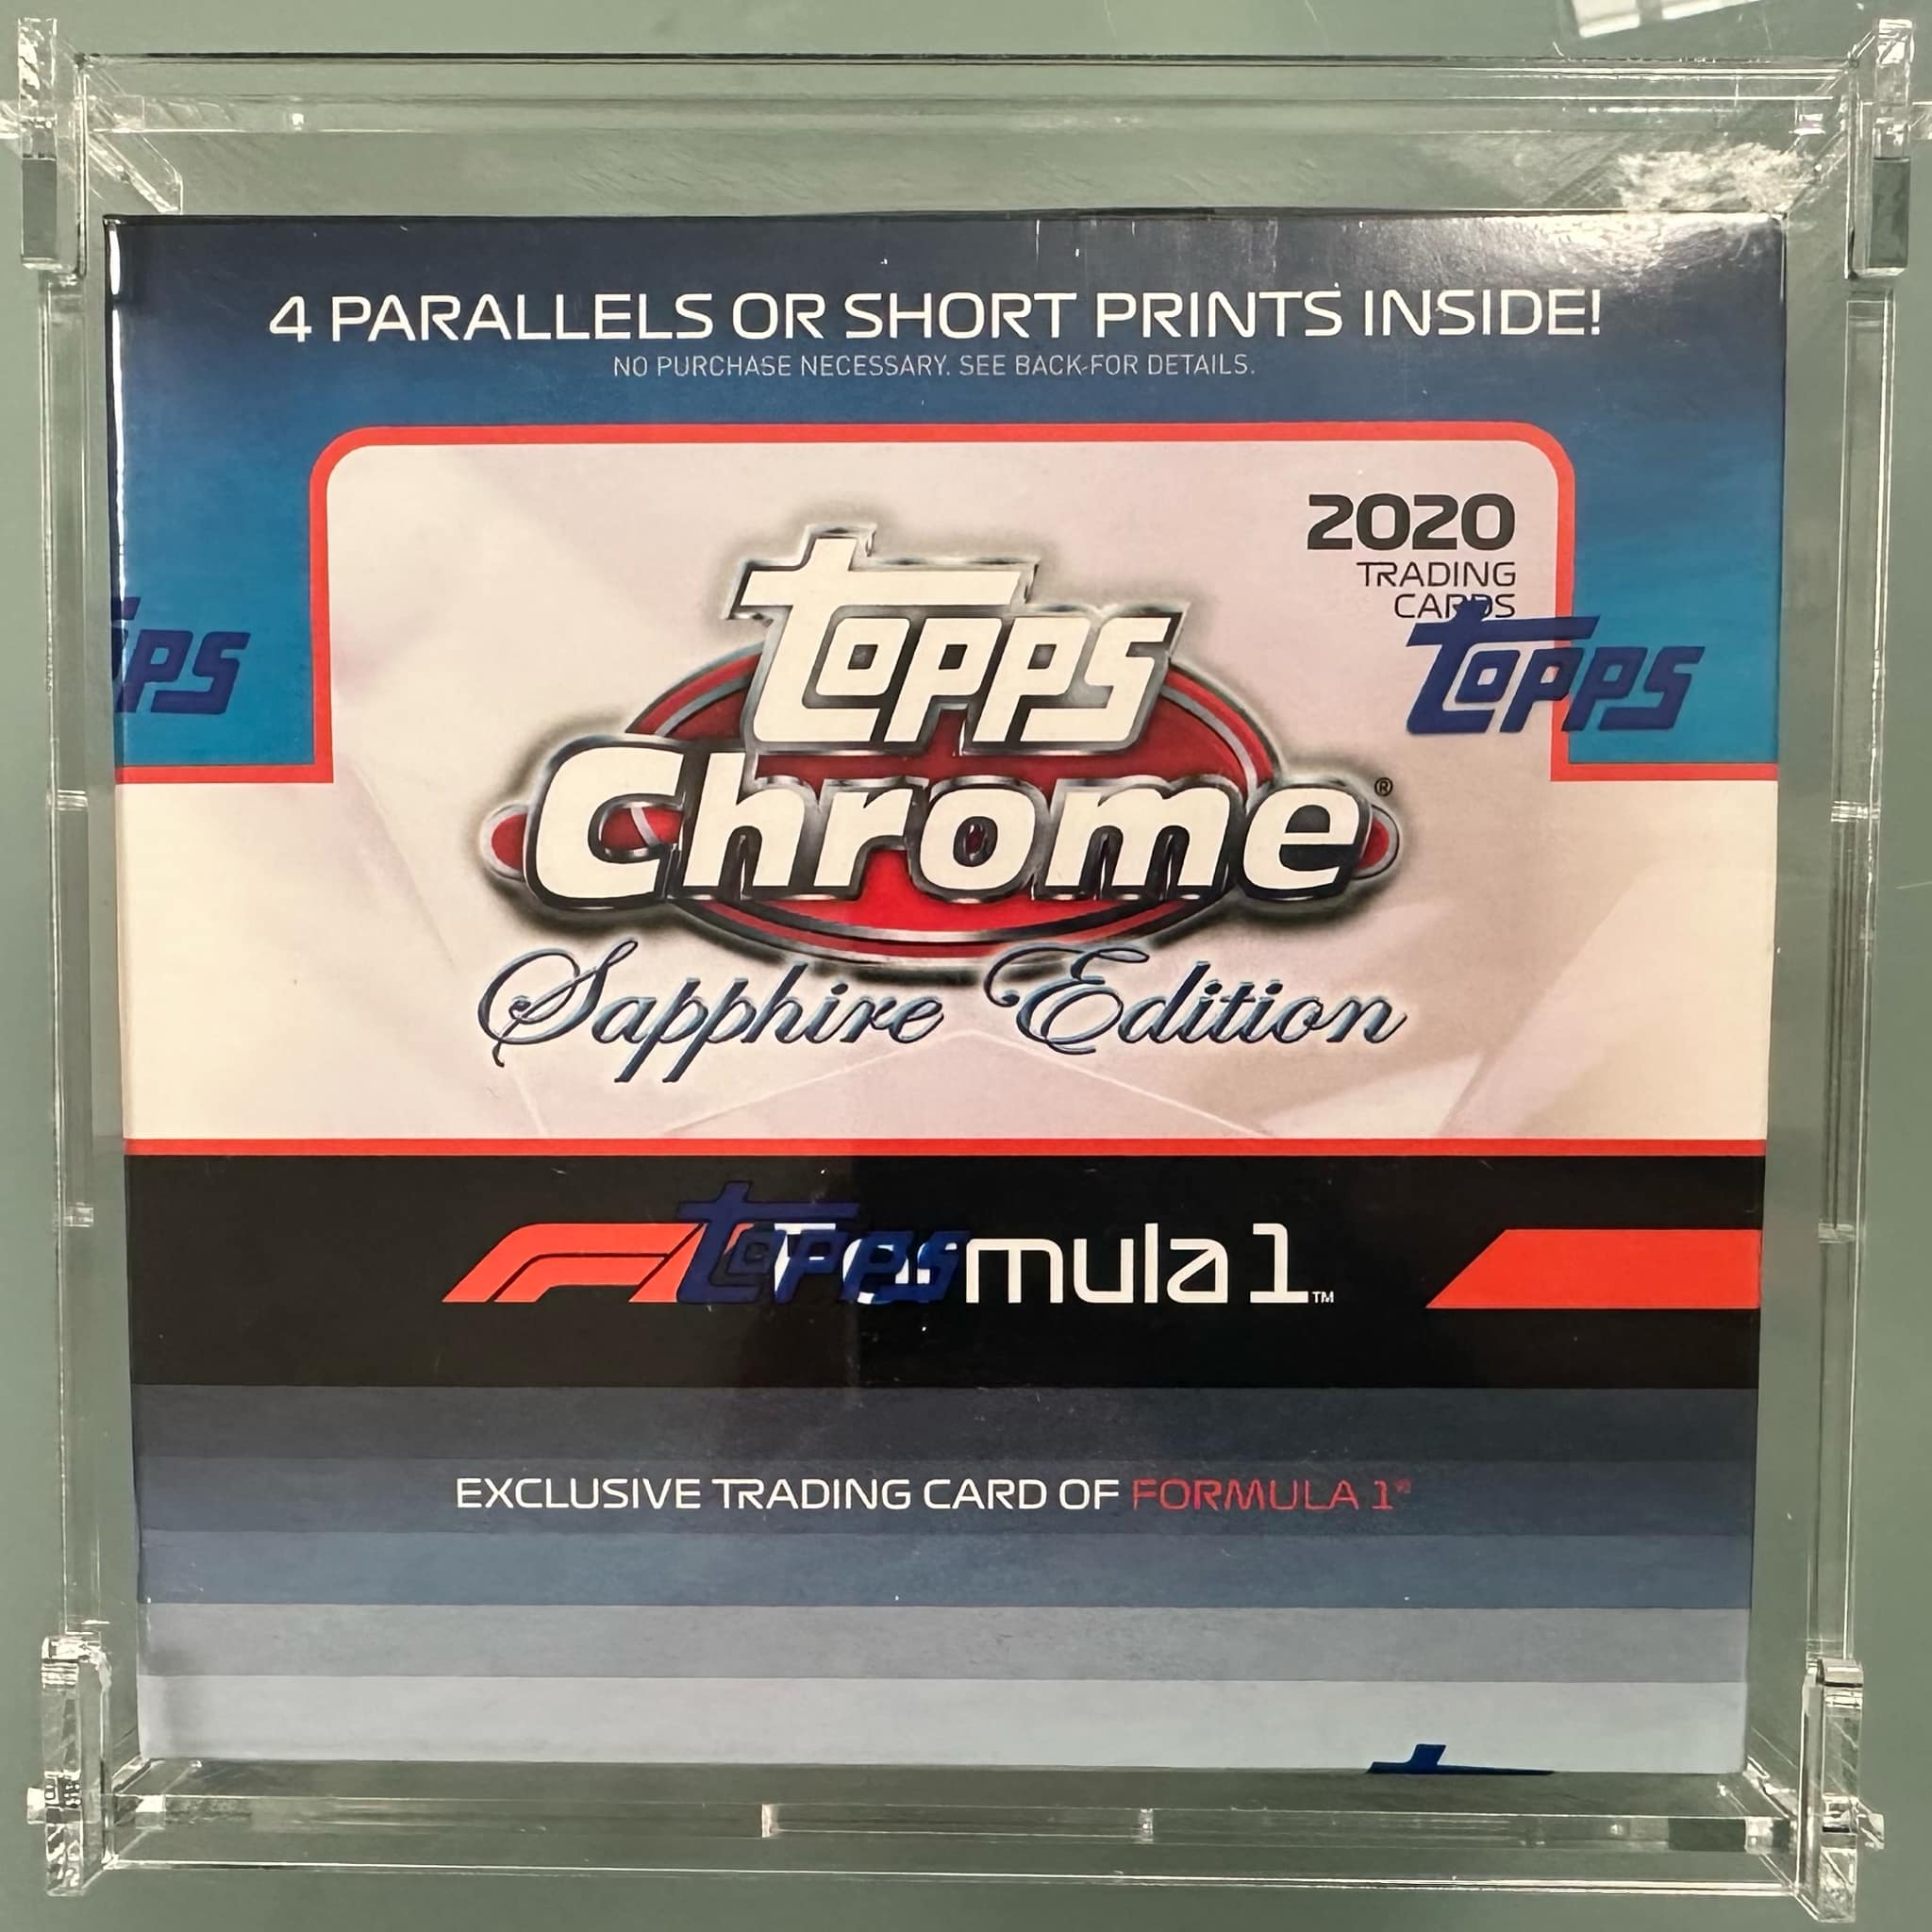 4 PARALLELS OR SHORT PRINTS INSIDE!
NO PURCHASE NECESSARY. SEE BACK FOR DETAILS.
2020
TRADING
CARDS
Topps
PPS
Topps
Chrome®
Sapphire Edition
Topps
Formula 1™
EXCLUSIVE TRADING CARD OF FORMULA 1®